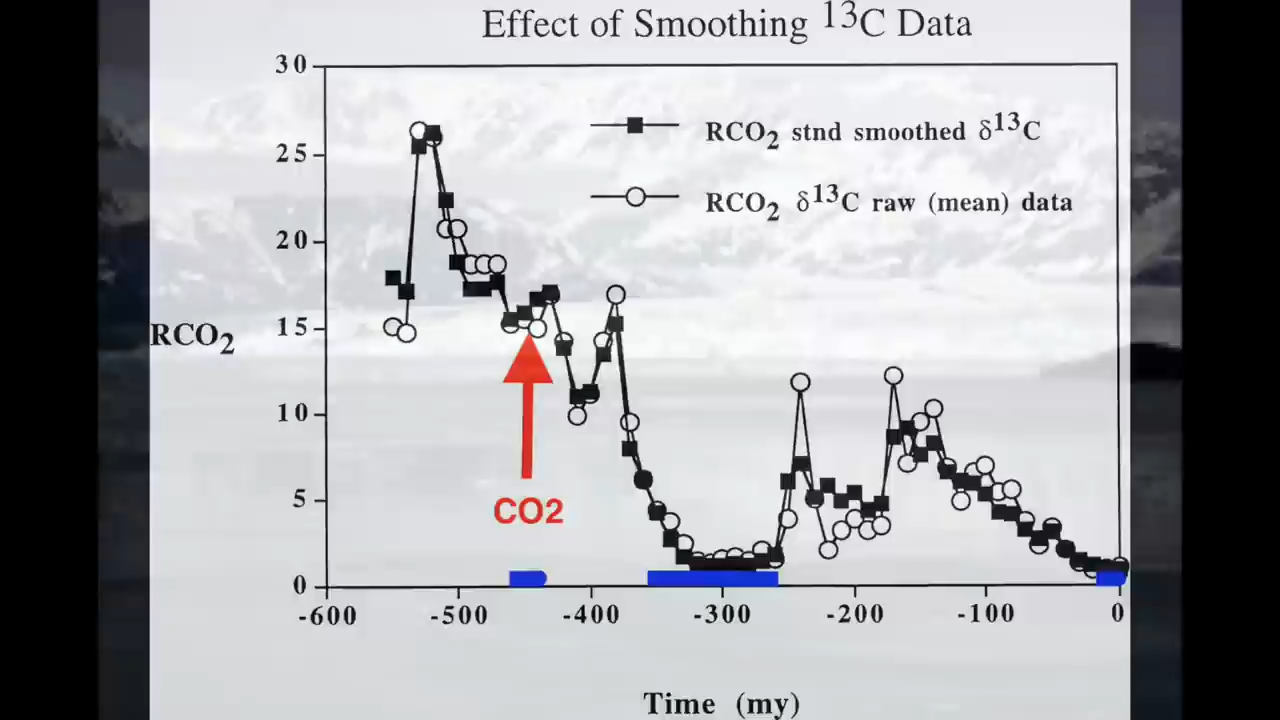 Effect of Smoothing ¹³C Data
30
25
20
15
10
5
0
RCO₂
RCO₂ stnd smoothed δ¹³C
RCO₂ δ¹³C raw (mean) data
CO2
-600 -500 -400 -300 -200 -100 0
Time (my)